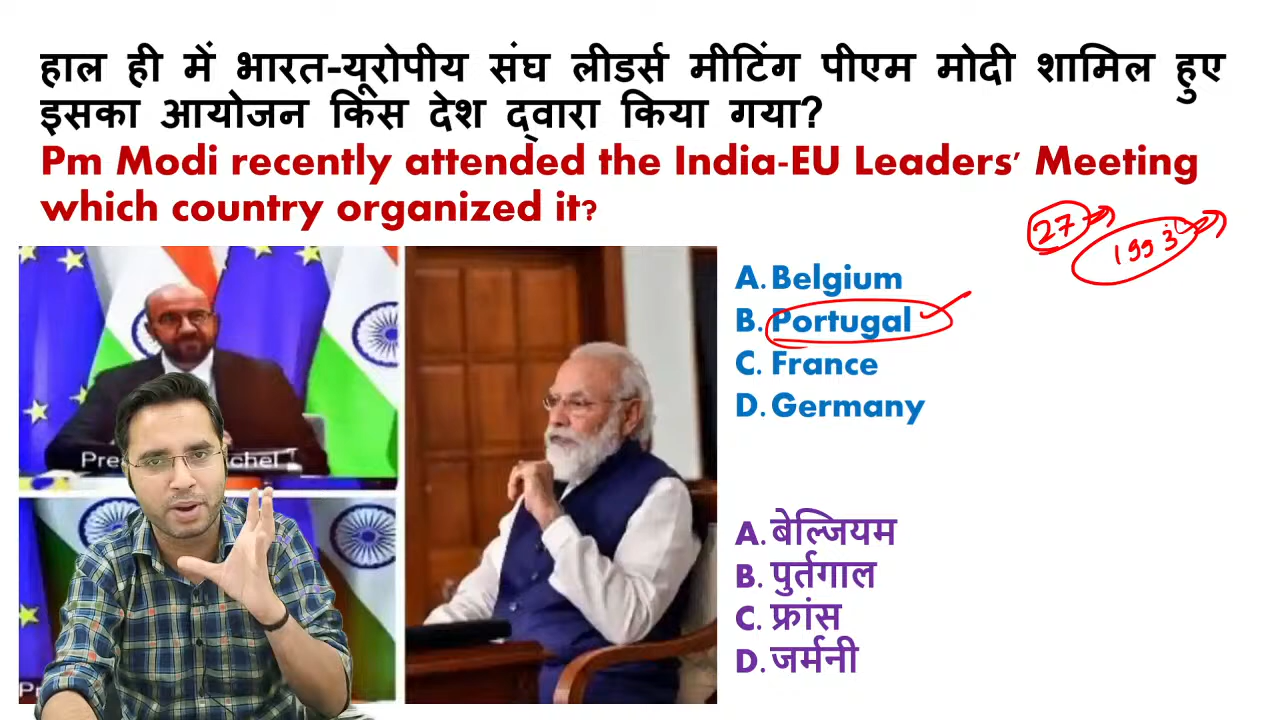 हाल ही में भारत-यूरोपीय संघ लीडर्स मीटिंग पीएम मोदी शामिल हुए
इसका आयोजन किस देश द्वारा किया गया?
Pm Modi recently attended the India-EU Leaders' Meeting
which country organized it?
27
1993
A. Belgium
B. Portugal
C. France
D. Germany
A. बेल्जियम
B. पुर्तगाल
C. फ्रांस
D. जर्मनी